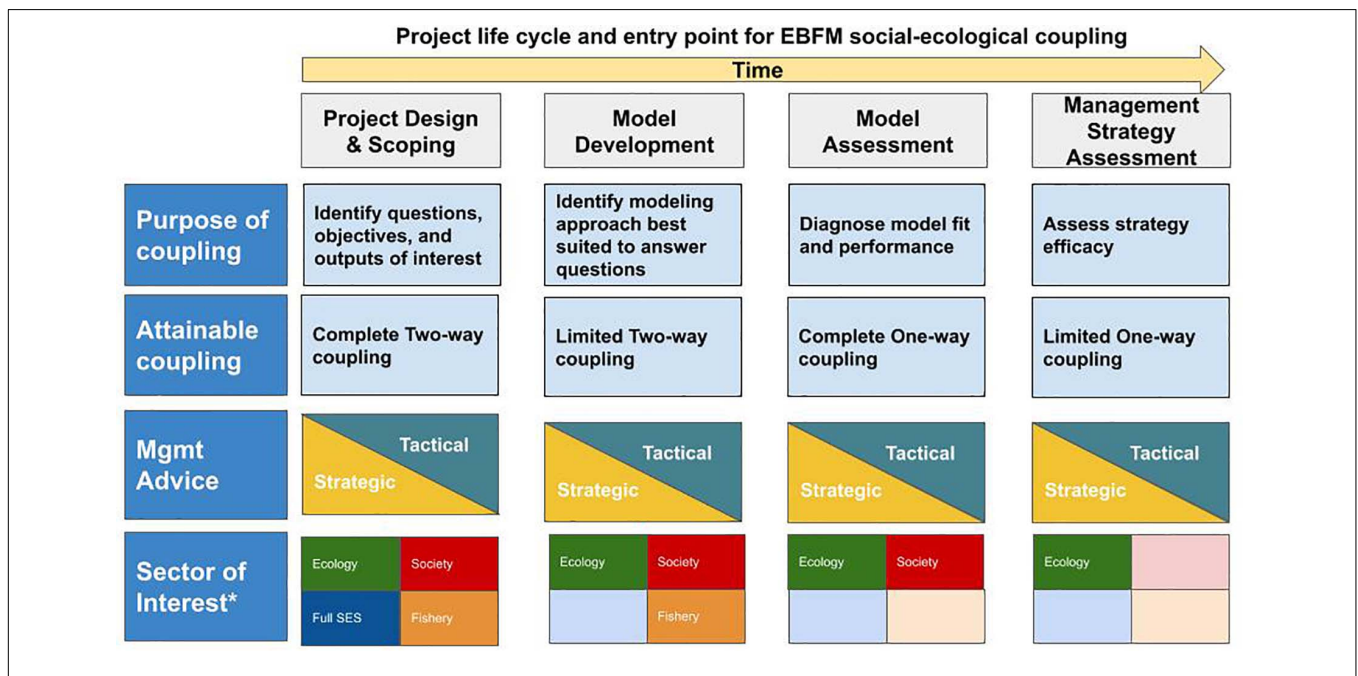 Project life cycle and entry point for EBFM social-ecological coupling
Time
Project Design
& Scoping
Model
Development
Model
Assessment
Management
Strategy
Assessment
Purpose of
coupling
Identify questions,
objectives, and
outputs of interest
Identify modeling
approach best
suited to answer
questions
Diagnose model fit
and performance
Assess strategy
efficacy
Attainable
coupling
Complete Two-way
coupling
Limited Two-way
coupling
Complete One-way
coupling
Limited One-way
coupling
Mgmt
Advice
Tactical
Strategic
Tactical
Strategic
Tactical
Strategic
Tactical
Strategic
Sector of
Interest*
Ecology
Society
Full SES
Fishery
Ecology
Society
Fishery
Ecology
Society
Ecology